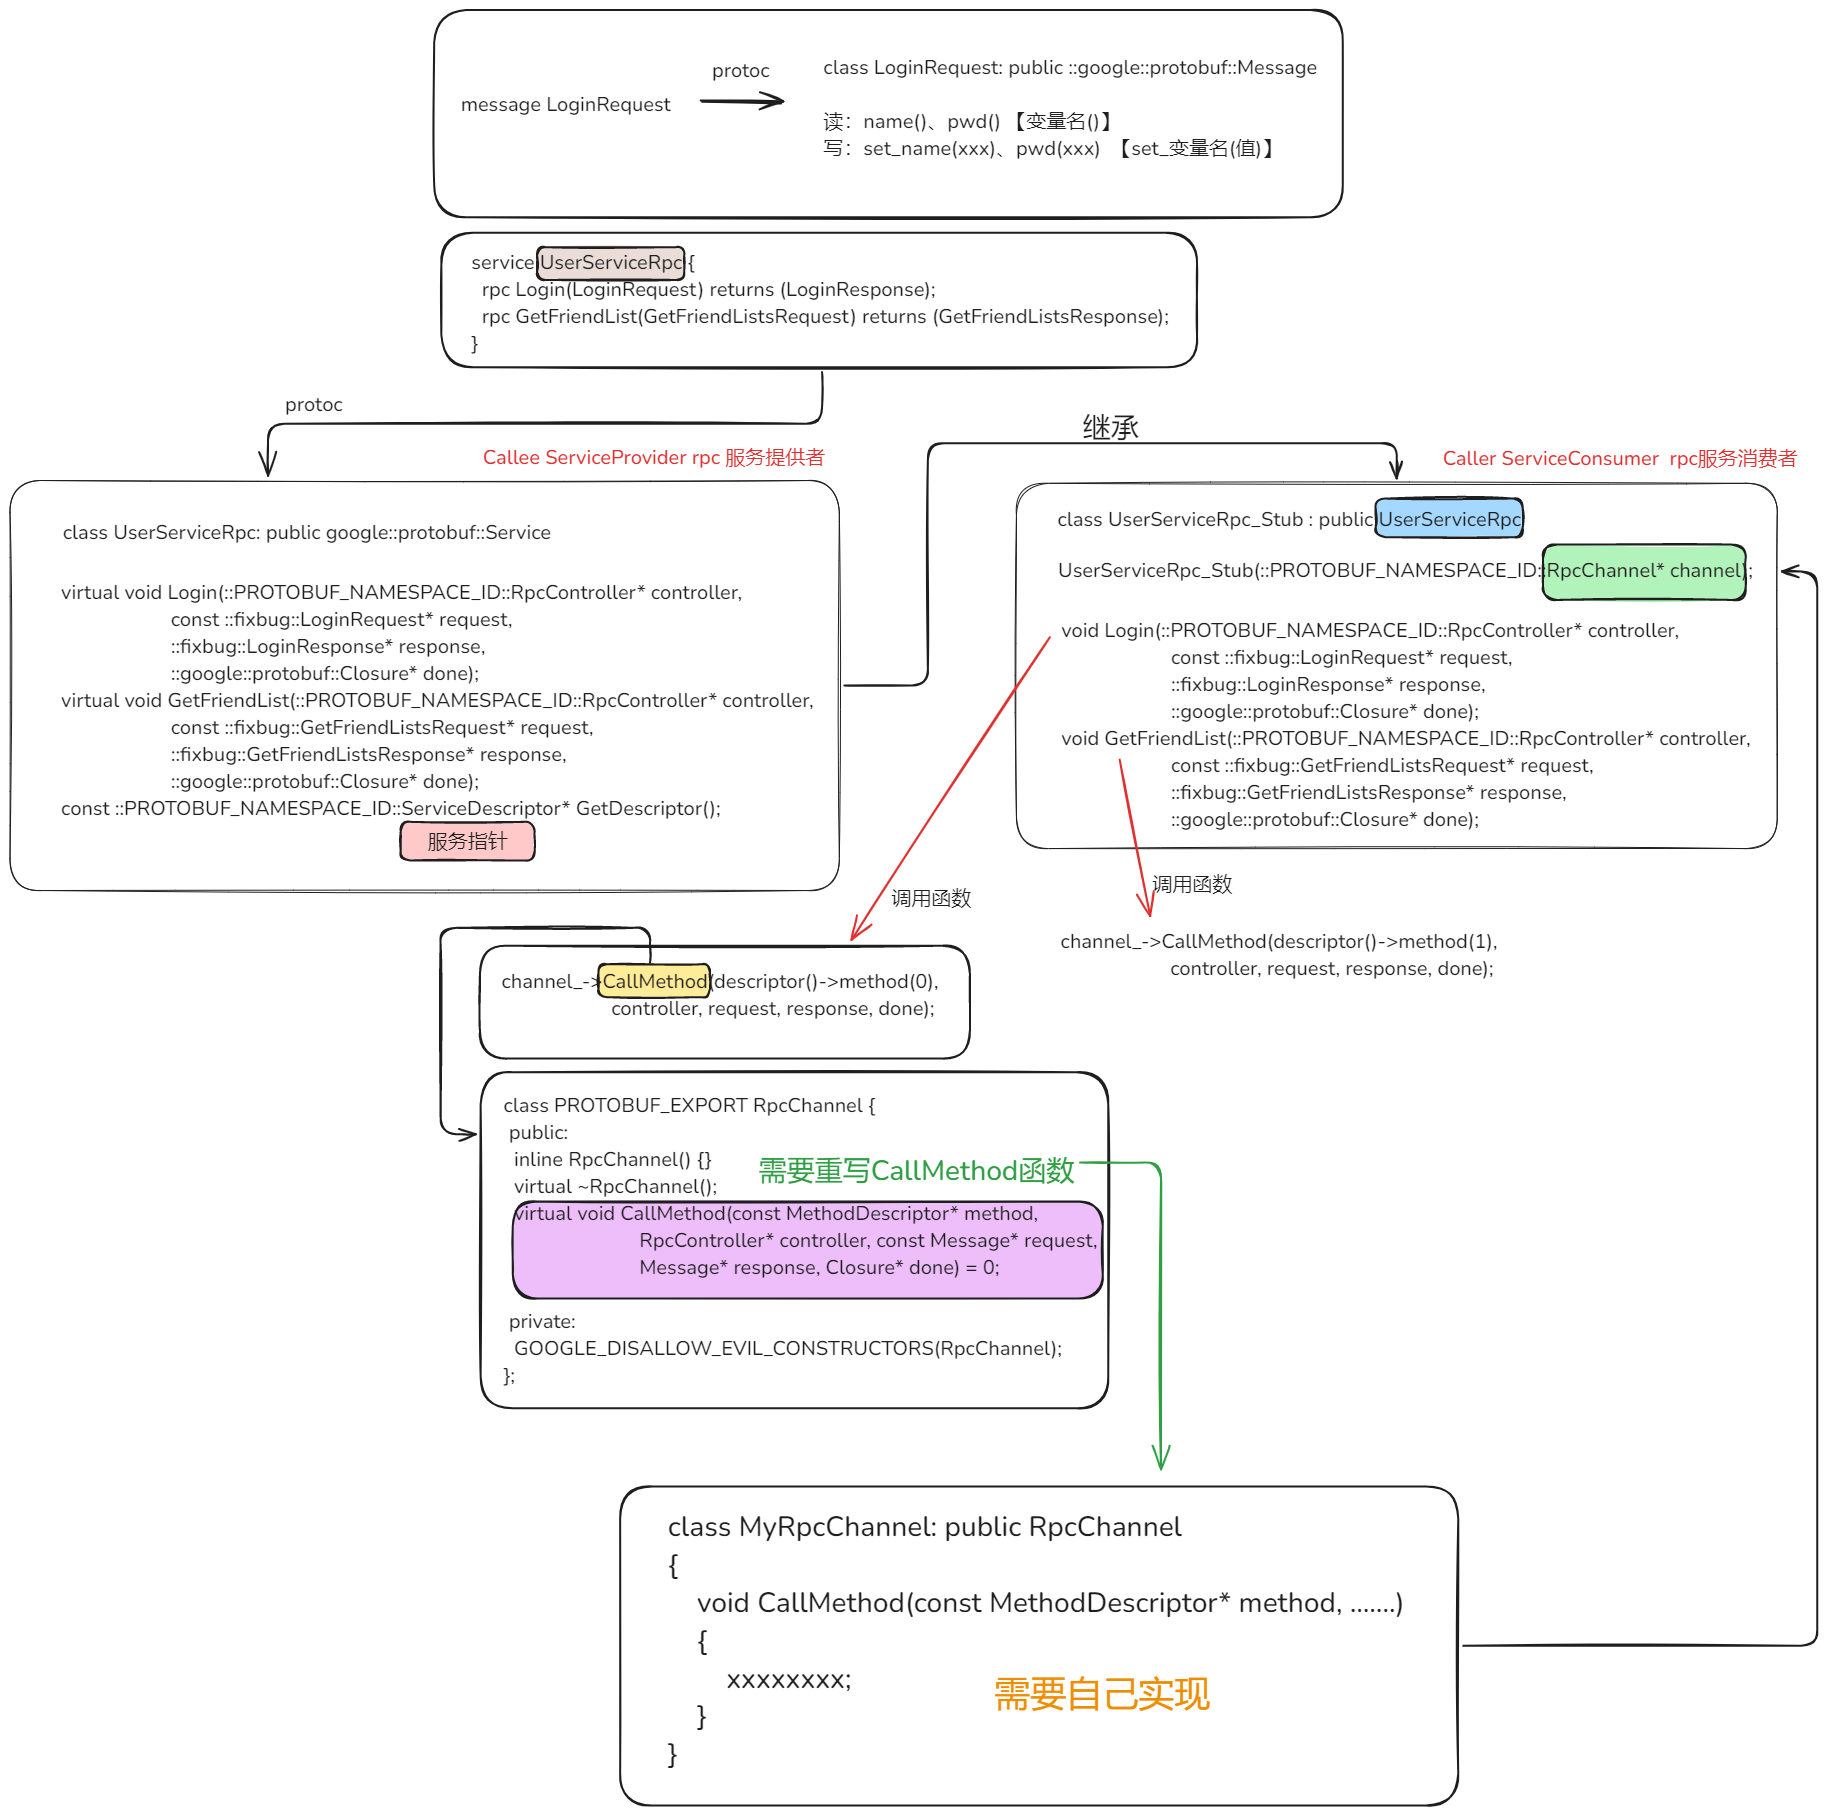 message LoginRequest
protoc
class LoginRequest: public ::google::protobuf::Message
读：name()、pwd() 【变量名()】
写：set_name(xxx)、pwd(xxx) 【set_变量名(值)】
service UserServiceRpc {
rpc Login(LoginRequest) returns (LoginResponse);
rpc GetFriendList(GetFriendListsRequest) returns (GetFriendListsResponse);
}
protoc
继承
Callee ServiceProvider rpc 服务提供者
class UserServiceRpc: public google::protobuf::Service
virtual void Login(::PROTOBUF_NAMESPACE_ID::RpcController* controller,
const ::fixbug::LoginRequest* request,
::fixbug::LoginResponse* response,
::google::protobuf::Closure* done);
virtual void GetFriendList(::PROTOBUF_NAMESPACE_ID::RpcController* controller,
const ::fixbug::GetFriendListsRequest* request,
::fixbug::GetFriendListsResponse* response,
::google::protobuf::Closure* done);
const ::PROTOBUF_NAMESPACE_ID::ServiceDescriptor* GetDescriptor();
服务指针
Caller ServiceConsumer rpc服务消费者
class UserServiceRpc_Stub : public UserServiceRpc
UserServiceRpc_Stub(::PROTOBUF_NAMESPACE_ID::RpcChannel* channel);
void Login(::PROTOBUF_NAMESPACE_ID::RpcController* controller,
const ::fixbug::LoginRequest* request,
::fixbug::LoginResponse* response,
::google::protobuf::Closure* done);
void GetFriendList(::PROTOBUF_NAMESPACE_ID::RpcController* controller,
const ::fixbug::GetFriendListsRequest* request,
::fixbug::GetFriendListsResponse* response,
::google::protobuf::Closure* done);
调用函数
调用函数
channel_->CallMethod(descriptor()->method(1),
controller, request, response, done);
channel_->CallMethod(descriptor()->method(0),
controller, request, response, done);
class PROTOBUF_EXPORT RpcChannel {
public:
inline RpcChannel() {}
virtual ~RpcChannel();
需要重写CallMethod函数
virtual void CallMethod(const MethodDescriptor* method,
RpcController* controller, const Message* request,
Message* response, Closure* done) = 0;
private:
GOOGLE_DISALLOW_EVIL_CONSTRUCTORS(RpcChannel);
};
class MyRpcChannel: public RpcChannel
{
void CallMethod(const MethodDescriptor* method, .......)
{
xxxxxxxx;
需要自己实现
}
}